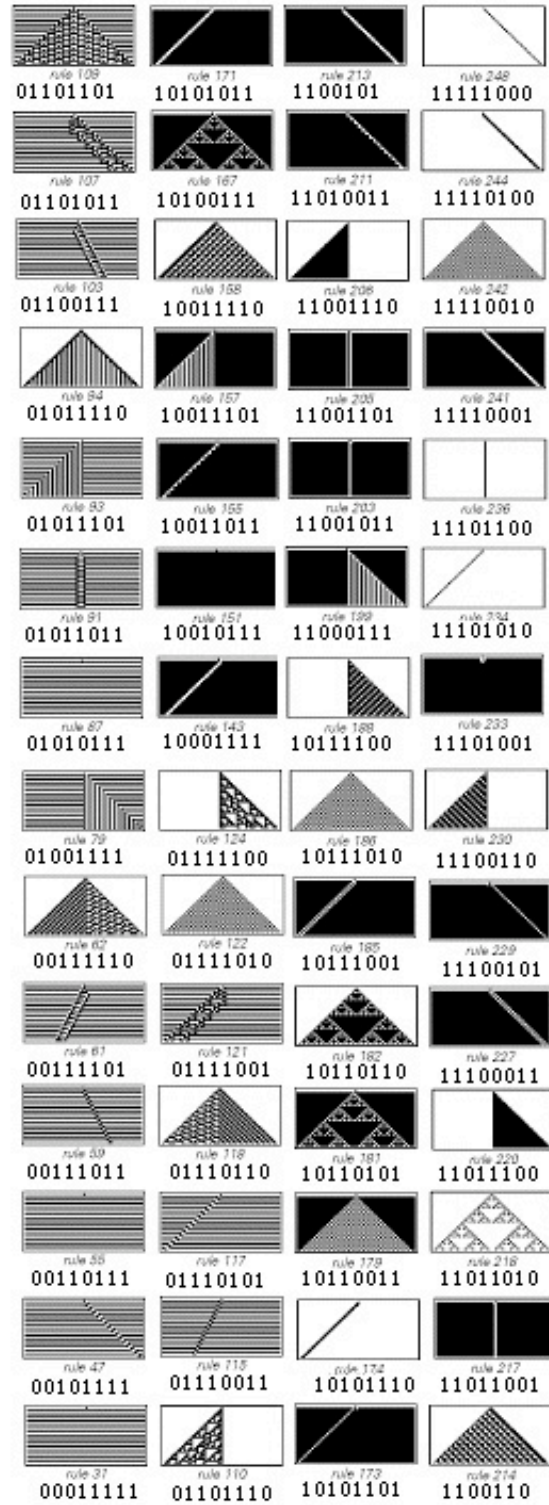 rule 109 rule 171 rule 213 rule 248
01101101 10101011 1100101 11111000
rule 107 rule 167 rule 211 rule 244
01101011 10100111 11010011 11110100
rule 103 rule 158 rule 206 rule 242
01100111 10011110 11001110 11110010
rule 94 rule 157 rule 205 rule 241
01011110 10011101 11001101 11110001
rule 93 rule 155 rule 203 rule 236
01011101 10011011 11001011 11101100
rule 91 rule 151 rule 199 rule 234
01011011 10010111 11000111 11101010
rule 87 rule 143 rule 188 rule 233
01010111 10001111 10111100 11101001
rule 79 rule 124 rule 186 rule 230
01001111 01111100 10111010 11100110
rule 62 rule 122 rule 185 rule 229
00111110 01111010 10111001 11100101
rule 61 rule 121 rule 182 rule 227
00111101 01111001 10110110 11100011
rule 59 rule 118 rule 181 rule 220
00111011 01110110 10110101 11011100
rule 55 rule 117 rule 179 rule 218
00110111 01110101 10110011 11011010
rule 47 rule 115 rule 174 rule 217
00101111 01110011 10101110 11011001
rule 31 rule 110 rule 173 rule 214
00011111 01101110 10101101 1100110